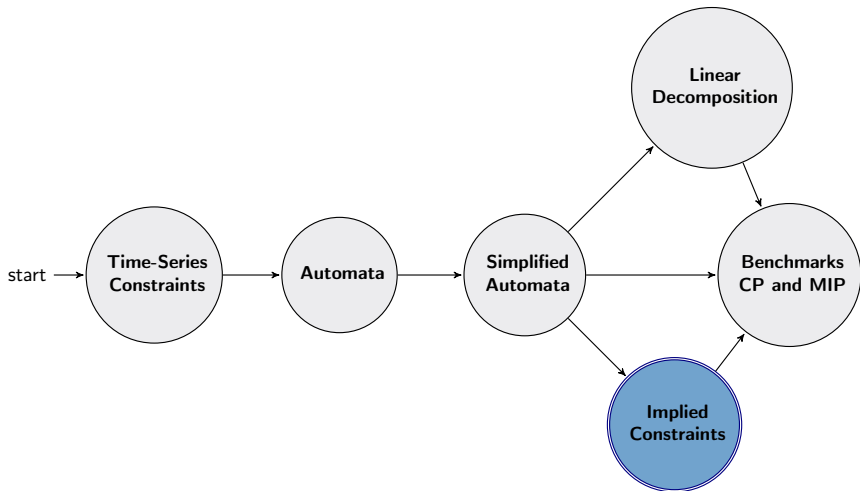 Linear
Decomposition
start
Time-Series
Constraints
Automata
Simplified
Automata
Benchmarks
CP and MIP
Implied
Constraints